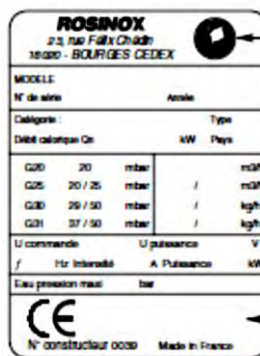 ROSINOX
23, rue Félix Chédin
18020 - BOURGES CEDEX
MODELE
N° de série Année
Catégorie : Type
Débit calorique Qn kW Pays
G20 20 mbar m3/h
G25 20 / 25 mbar / m3/h
G30 29 / 50 mbar / kg/h
G31 37 / 50 mbar / kg/h
U commande U puissance V
f Hz Intensité A Puissance kW
Eau pression maxi bar
CE
N° constructeur 0039 Made in France